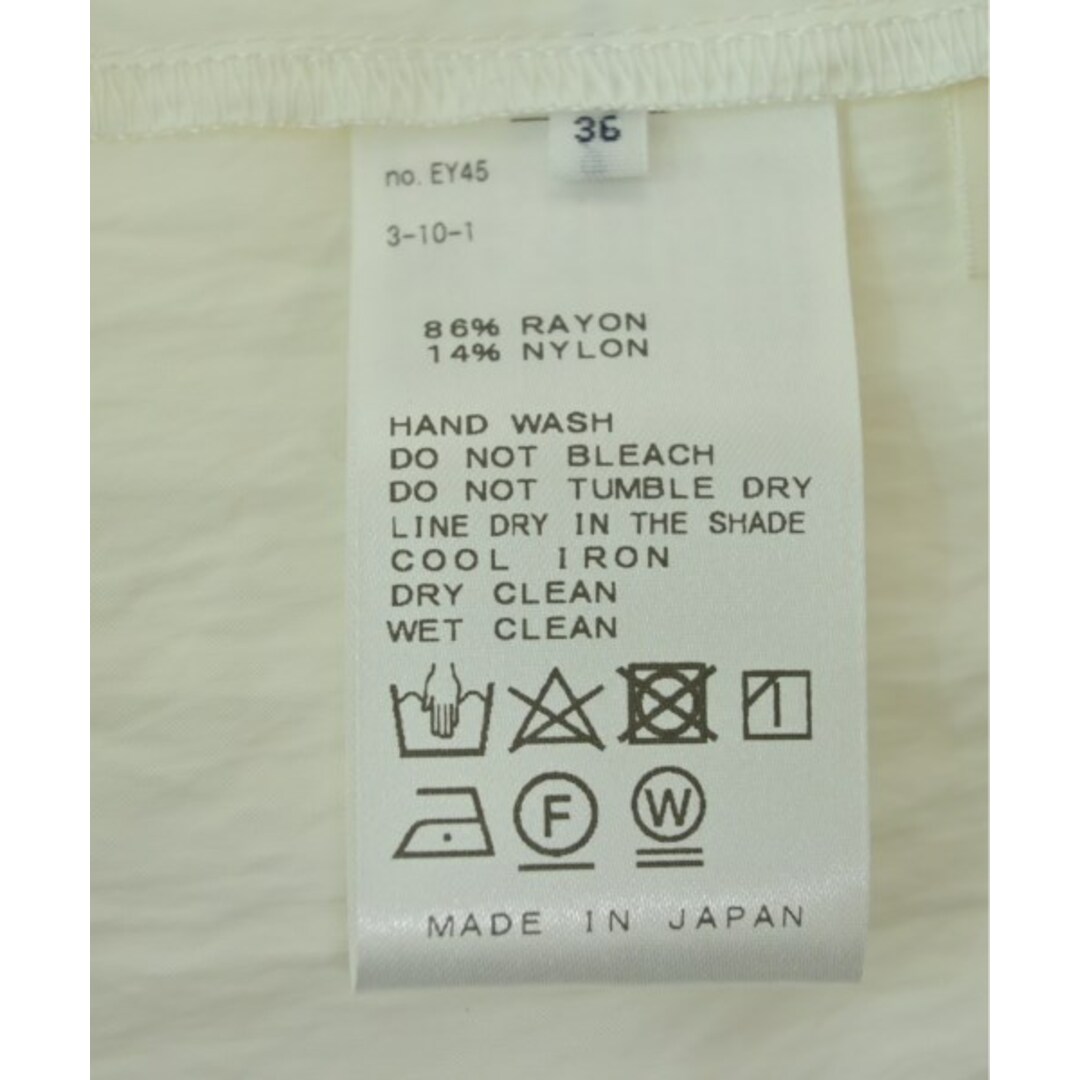 36
no. EY45
3-10-1
86% RAYON
14% NYLON
HAND WASH
DO NOT BLEACH
DO NOT TUMBLE DRY
LINE DRY IN THE SHADE
COOL IRON
DRY CLEAN
WET CLEAN
F W
MADE IN JAPAN